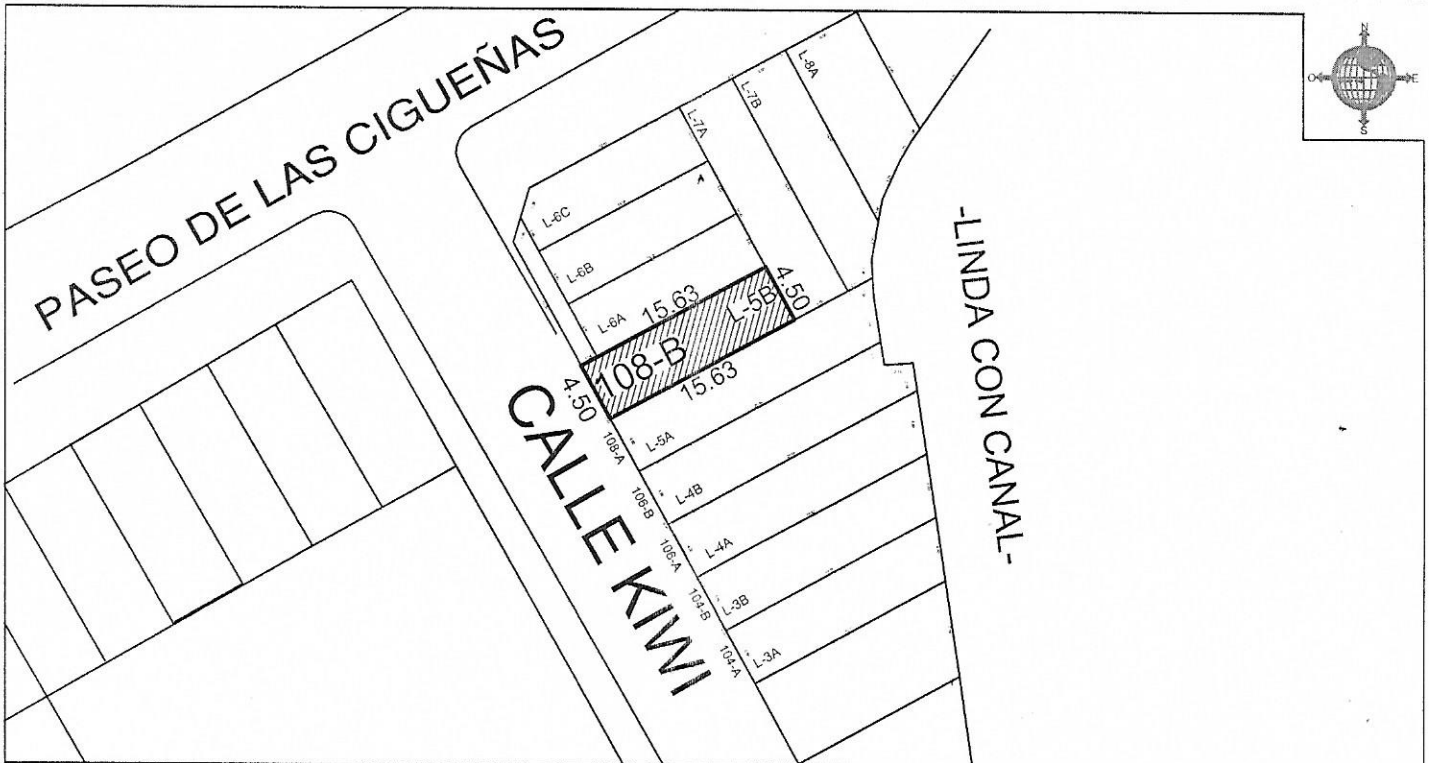 PASEO DE LAS CIGUEÑAS
N
O
E
S
L-8A
L-7B
L-7A
L-6C
L-6B
L-6A
15.63
L-5B
4.50
108-B
4.50
15.63
CALLE KIWI
-LINDA CON CANAL-
108-A
L-5A
106-B
L-4B
106-A
L-4A
104-B
L-3B
104-A
L-3A